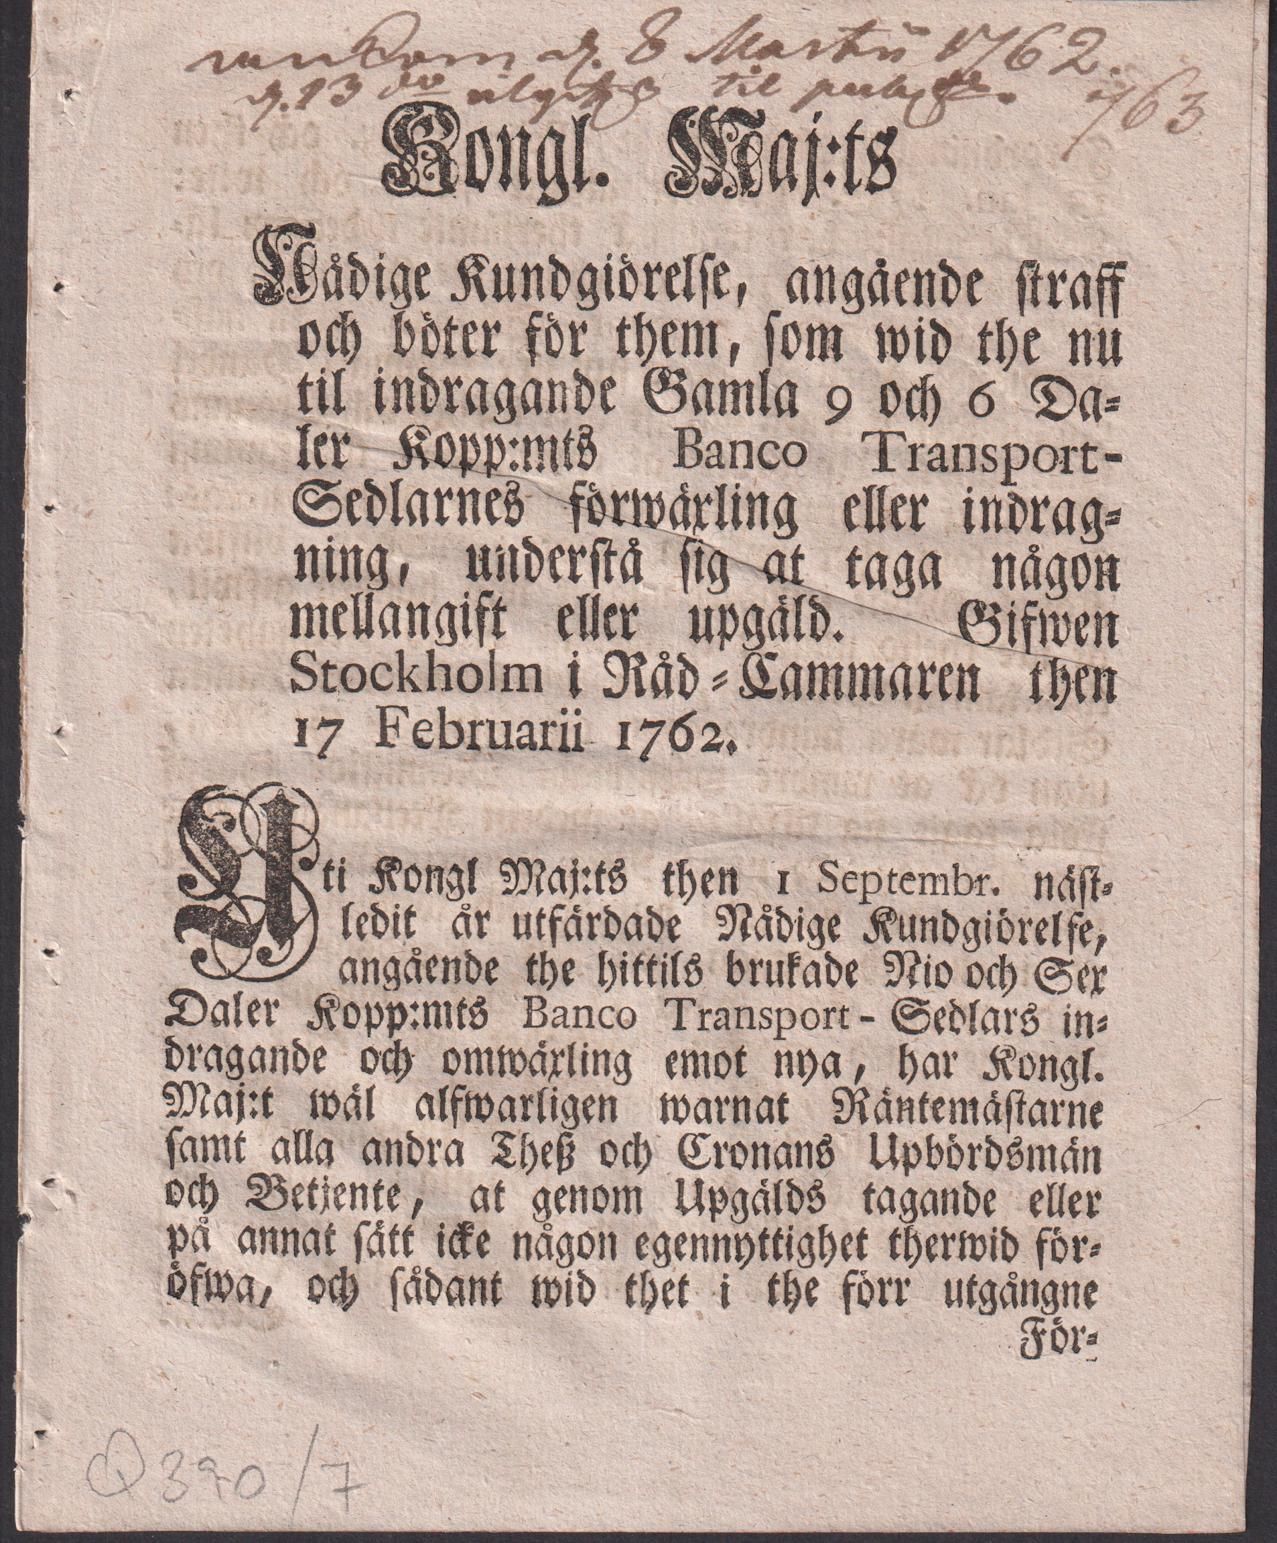 ankom d. 8 Martii 1762.
d. 13 do til publ
763
Kongl. Maj:ts
Nådige Kundgiörelse, angående straff
och böter för them, som wid the nu
til indragande Gamla 9 och 6 Da-
ler Kopp:mts Banco Transport-
Sedlarnes förwäxling eller indrag-
ning, understå sig at taga någon
mellangift eller upgäld. Gifwen
Stockholm i Råd-Cammaren then
17 Februarii 1762.
Uti Kongl Maj:ts then 1 Septembr. näst-
ledit år utfärdade Nådige Kundgiörelse,
angående the hittils brukade Nio och Sex
Daler Kopp:mts Banco Transport-Sedlars in-
dragande och omwäxling emot nya, har Kongl.
Maj:t wäl alfwarligen warnat Räntemästarne
samt alla andra Theß och Cronans Upbördsmän
och Betjente, at genom Upgälds tagande eller
på annat sätt icke någon egennyttighet therwid för-
öfwa, och sådant wid thet i the förr utgångne
För-
Q 390/7